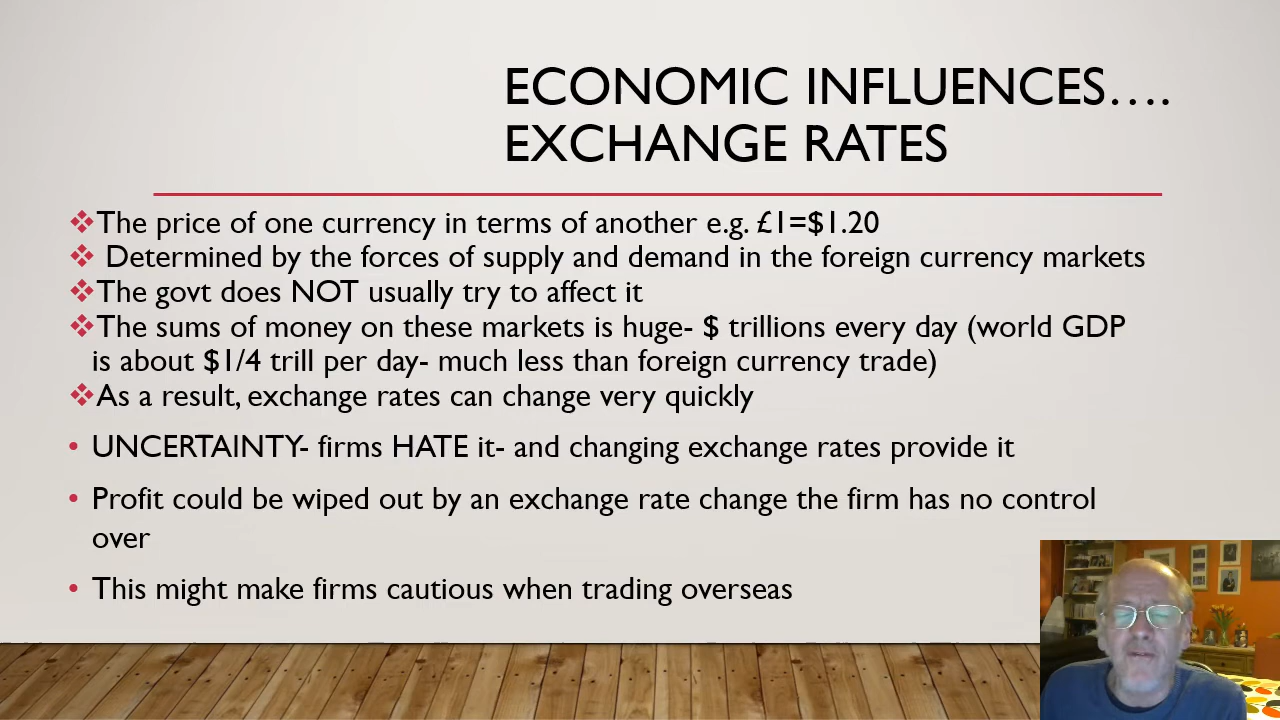 ECONOMIC INFLUENCES....
EXCHANGE RATES
❖The price of one currency in terms of another e.g. £1=$1.20
❖ Determined by the forces of supply and demand in the foreign currency markets
❖The govt does NOT usually try to affect it
❖The sums of money on these markets is huge- $ trillions every day (world GDP
is about $1/4 trill per day- much less than foreign currency trade)
❖As a result, exchange rates can change very quickly
• UNCERTAINTY- firms HATE it- and changing exchange rates provide it
• Profit could be wiped out by an exchange rate change the firm has no control
over
• This might make firms cautious when trading overseas